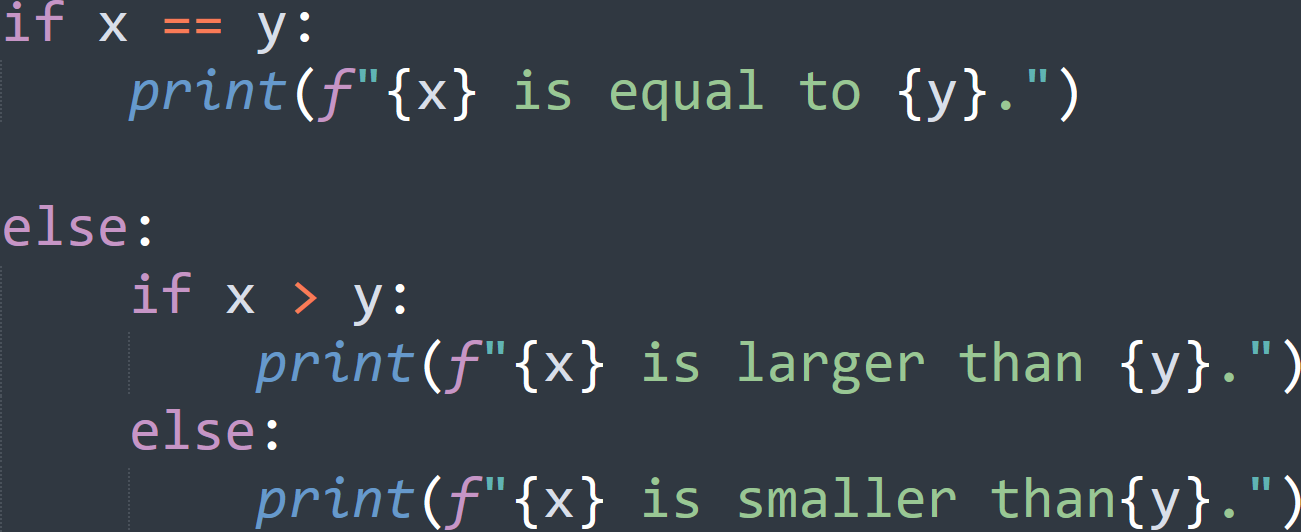 if x == y:
    print(f"{x} is equal to {y}.")
else:
    if x > y:
        print(f"{x} is larger than {y}.")
    else:
        print(f"{x} is smaller than{y}.")